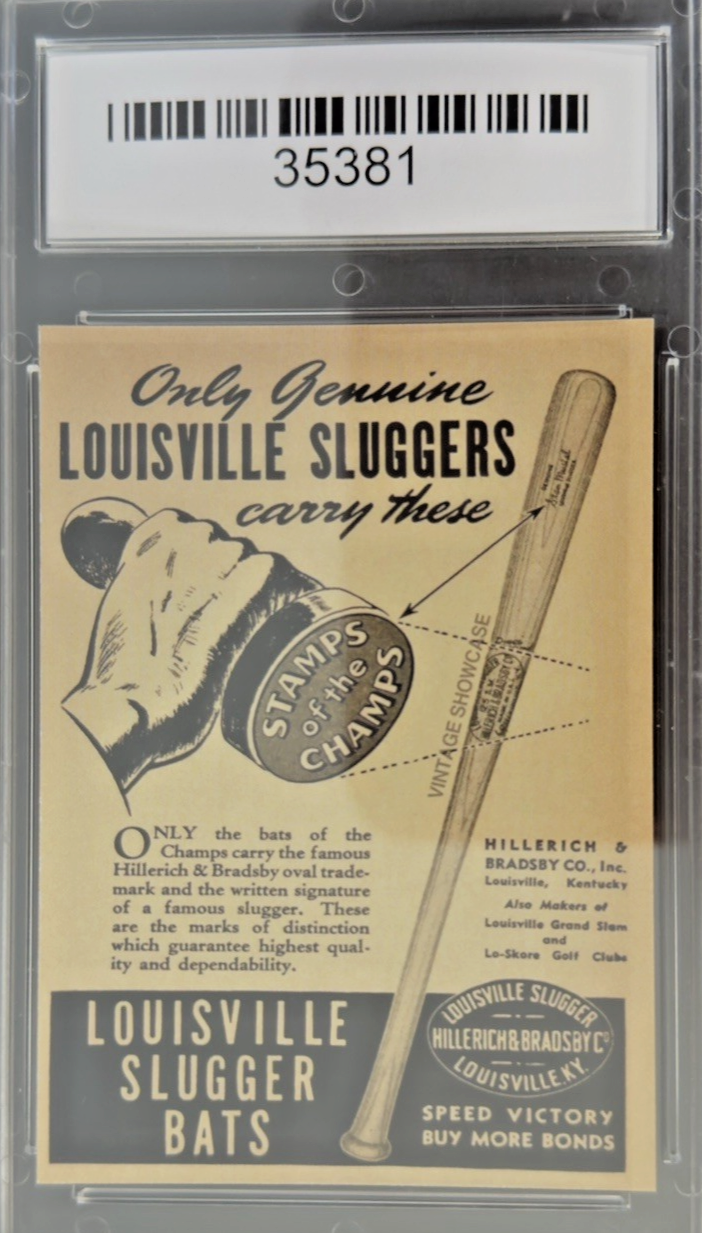 35381
Only Genuine
LOUISVILLE SLUGGERS
carry these
GENUINE
STAMPS
of the
CHAMPS
VINTAGE SHOWCASE
ONLY the bats of the
Champs carry the famous
Hillerich & Bradsby oval trade-
mark and the written signature
of a famous slugger. These
are the marks of distinction
which guarantee highest qual-
ity and dependability.
HILLERICH &
BRADSBY CO., Inc.
Louisville, Kentucky
Also Makers of
Louisville Grand Slam
and
Lo-Skore Golf Clubs
LOUISVILLE
SLUGGER
BATS
LOUISVILLE SLUGGER
HILLERICH&BRADSBY Co
LOUISVILLE.KY.
SPEED VICTORY
BUY MORE BONDS